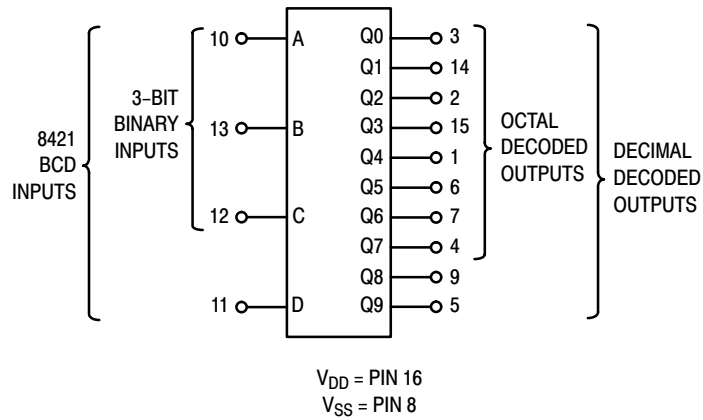 8421
BCD
INPUTS
3–BIT
BINARY
INPUTS
10
13
12
11
A
B
C
D
Q0
Q1
Q2
Q3
Q4
Q5
Q6
Q7
Q8
Q9
3
14
2
15
1
6
7
4
9
5
OCTAL
DECODED
OUTPUTS
DECIMAL
DECODED
OUTPUTS
VDD = PIN 16
VSS = PIN 8